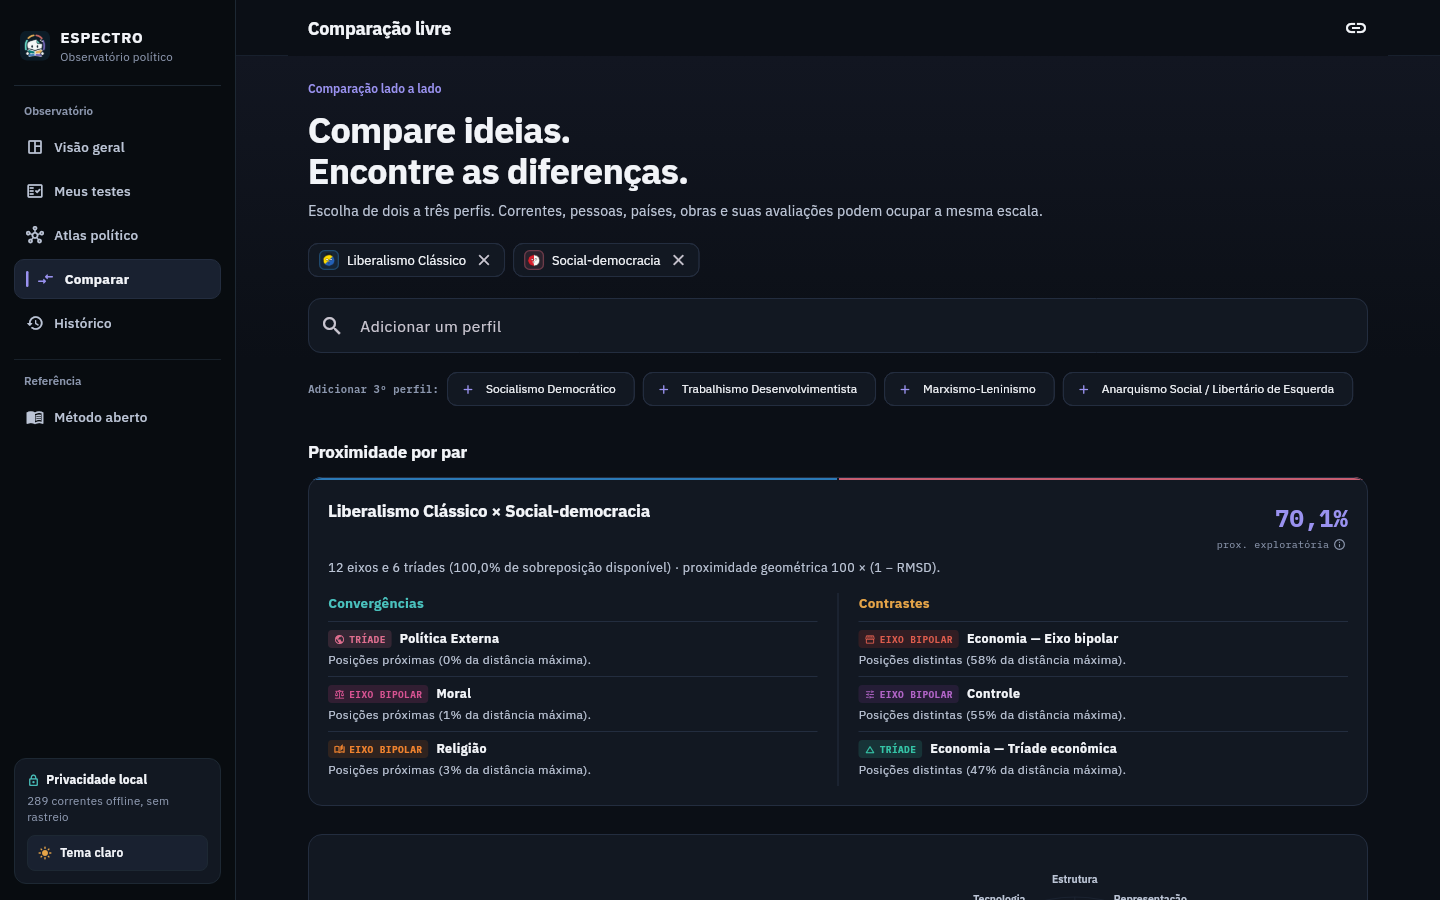 ESPECTRO
Observatório político
Observatório
Visão geral
Meus testes
Atlas político
Comparar
Histórico
Referência
Método aberto
Privacidade local
289 correntes offline, sem
rastreio
Tema claro
Comparação livre
Comparação lado a lado
Compare ideias.
Encontre as diferenças.
Escolha de dois a três perfis. Correntes, pessoas, países, obras e suas avaliações podem ocupar a mesma escala.
Liberalismo Clássico
Social-democracia
Adicionar um perfil
Adicionar 3º perfil:
+ Socialismo Democrático
+ Trabalhismo Desenvolvimentista
+ Marxismo-Leninismo
+ Anarquismo Social / Libertário de Esquerda
Proximidade por par
Liberalismo Clássico × Social-democracia
70,1%
prox. exploratória
12 eixos e 6 tríades (100,0% de sobreposição disponível) · proximidade geométrica 100 × (1 − RMSD).
Convergências
TRÍADE Política Externa
Posições próximas (0% da distância máxima).
EIXO BIPOLAR Moral
Posições próximas (1% da distância máxima).
EIXO BIPOLAR Religião
Posições próximas (3% da distância máxima).
Contrastes
EIXO BIPOLAR Economia — Eixo bipolar
Posições distintas (58% da distância máxima).
EIXO BIPOLAR Controle
Posições distintas (55% da distância máxima).
TRÍADE Economia — Tríade econômica
Posições distintas (47% da distância máxima).
Estrutura
Tecnologia
Representação